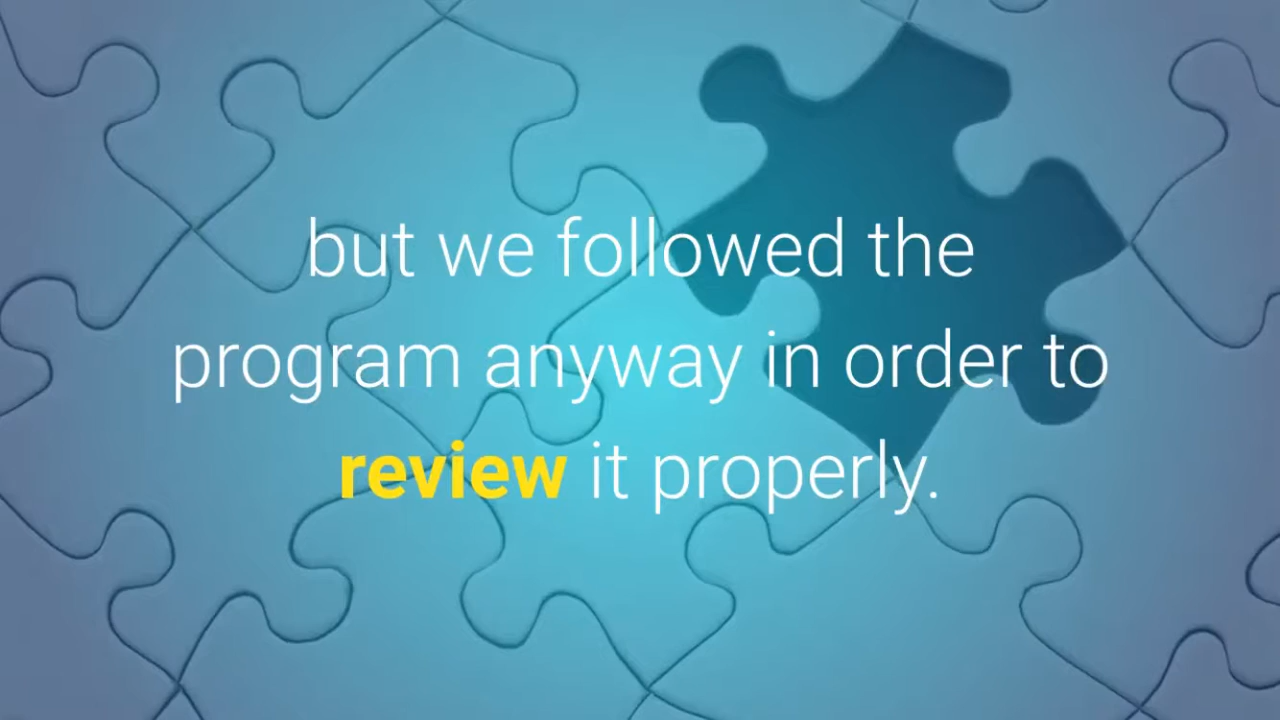 but we followed the
program anyway in order to
review it properly.